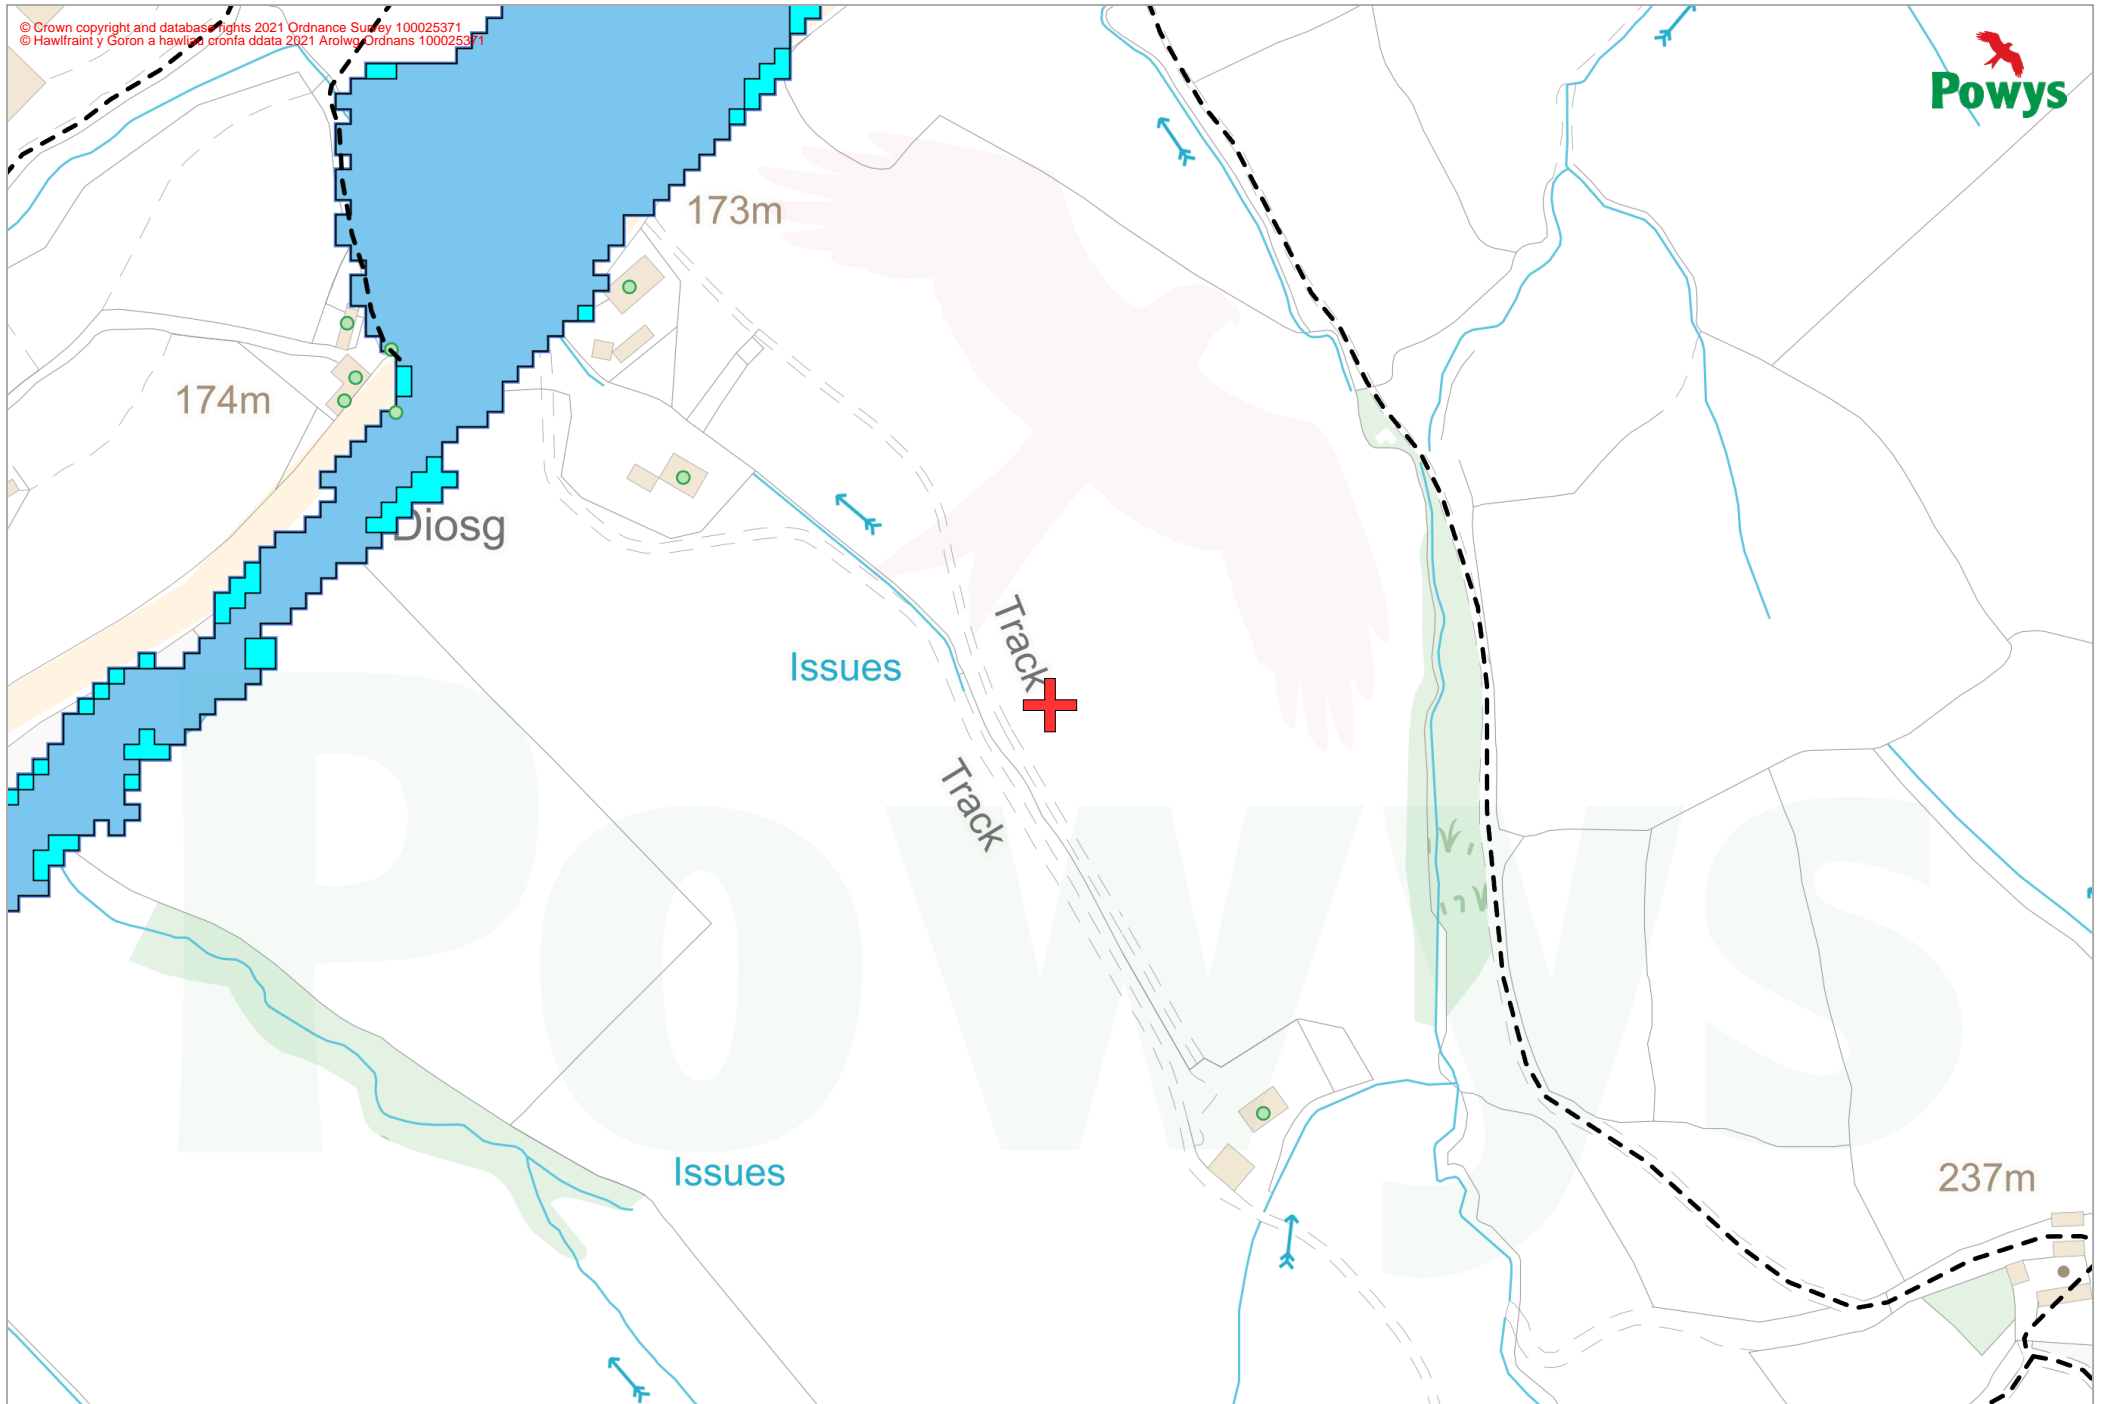 © Crown copyright and database rights 2021 Ordnance Survey 100025371
© Hawlfraint y Goron a hawliau cronfa ddata 2021 Arolwg Ordnans 100025371
Powys
173m
174m
Diosg
Track
Issues
Track
Powys
Issues
237m